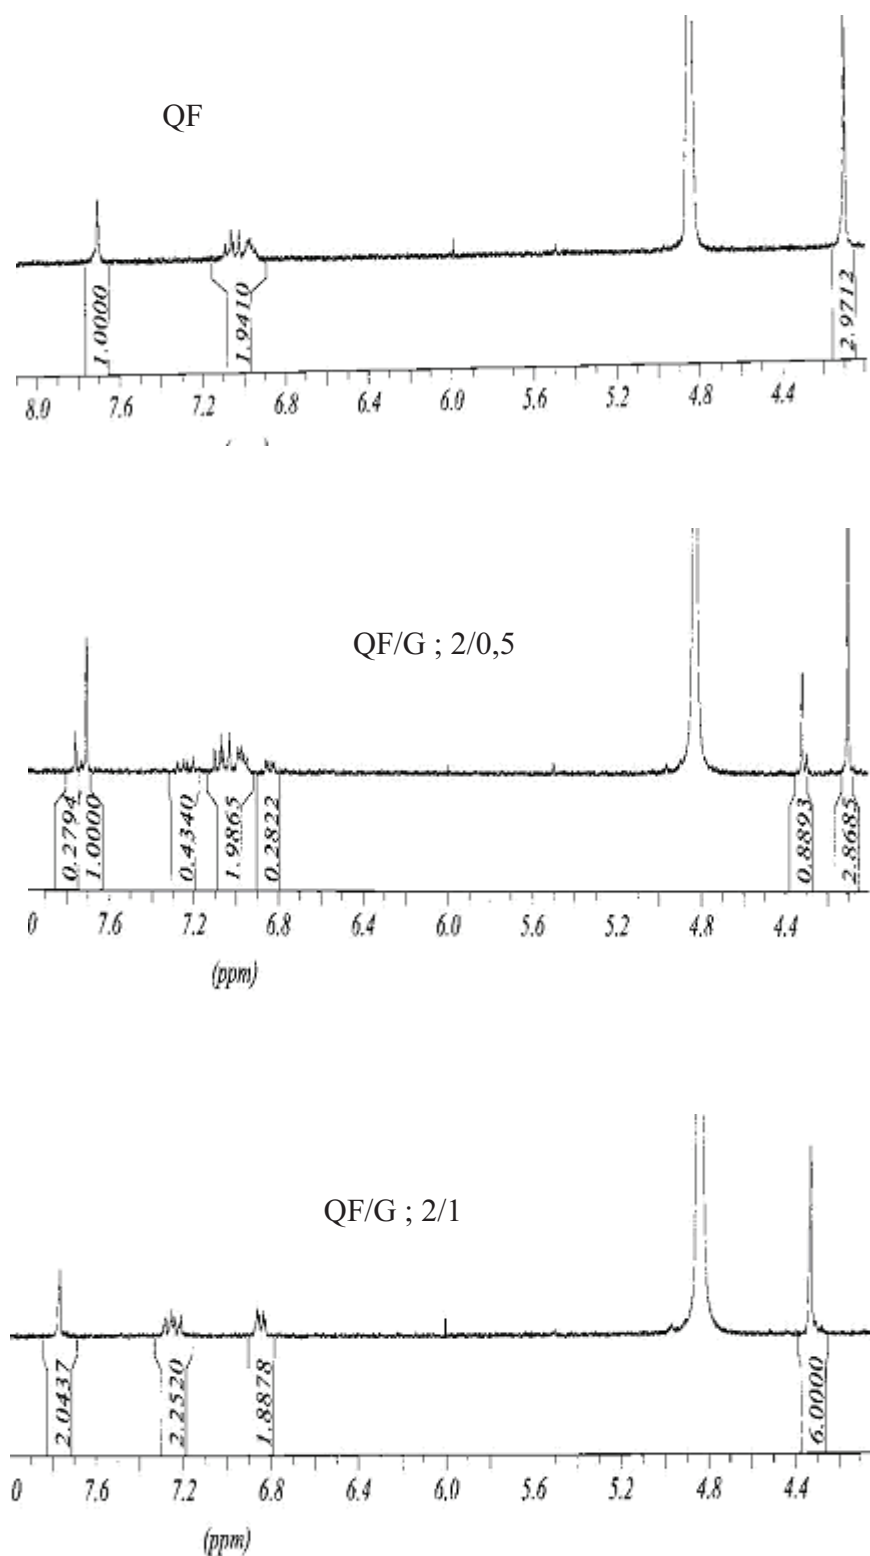 QF
1.0000 1.9410 2.9712
8.0 7.6 7.2 6.8 6.4 6.0 5.6 5.2 4.8 4.4
QF/G ; 2/0,5
0.2794 1.0000 0.4340 1.9865 0.2822 0.8893 2.8685
0 7.6 7.2 6.8 6.4 6.0 5.6 5.2 4.8 4.4
(ppm)
QF/G ; 2/1
2.0437 2.2520 1.8878 6.0000
0 7.6 7.2 6.8 6.4 6.0 5.6 5.2 4.8 4.4
(ppm)